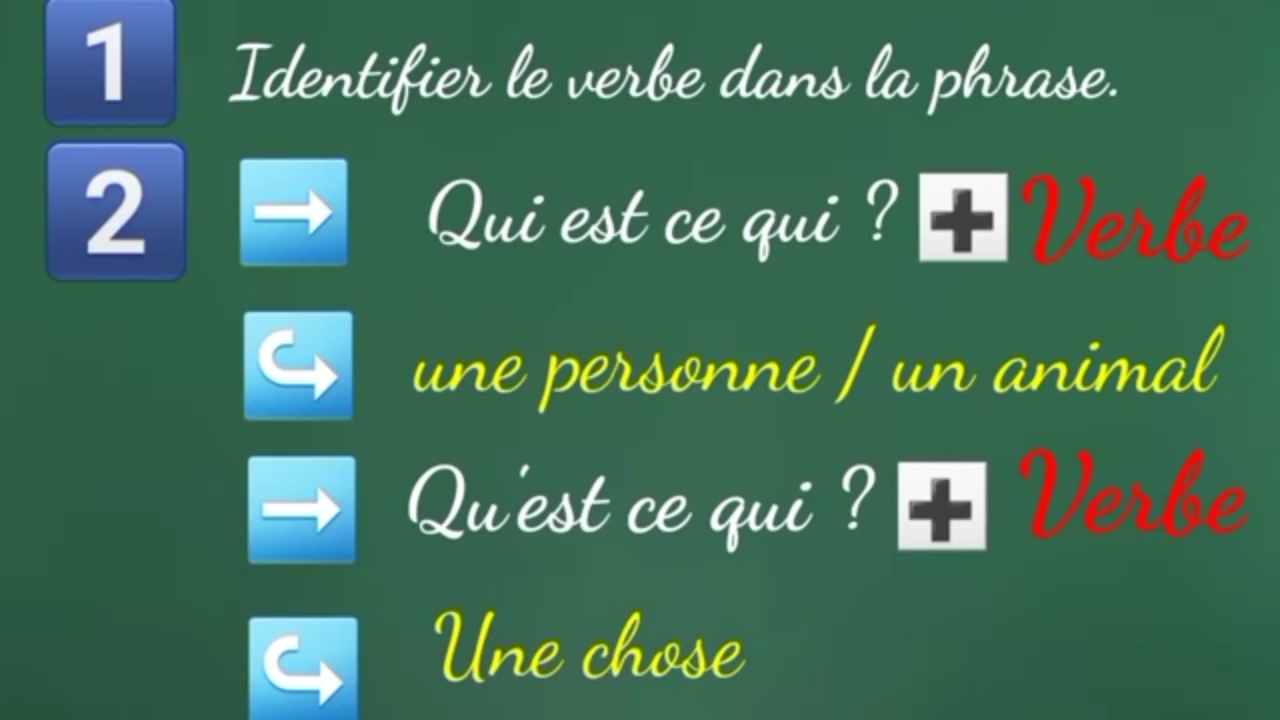 1 Identifier le verbe dans la phrase.
2 Qui est ce qui ? + Verbe
une personne / un animal
Qu'est ce qui ? + Verbe
Une chose